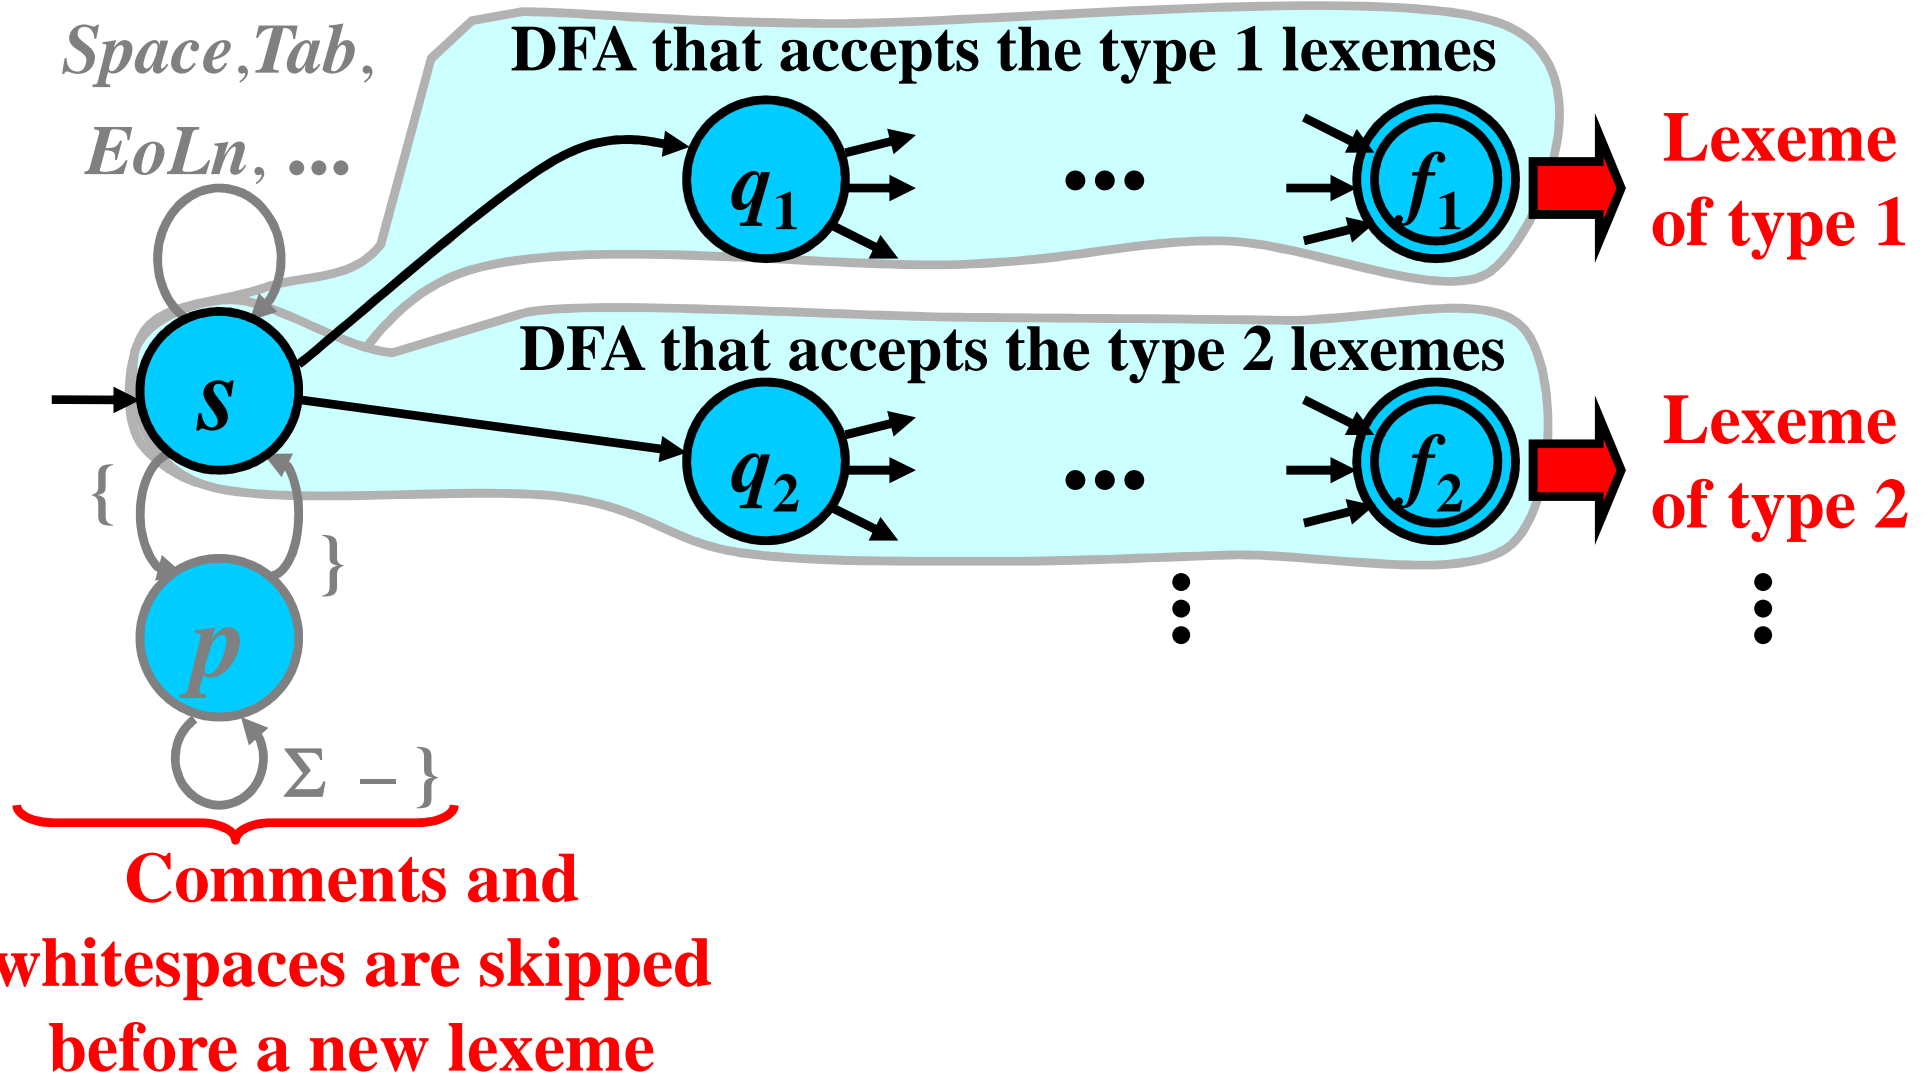 Space, Tab,
EoLn, ...
DFA that accepts the type 1 lexemes
q1
...
f1
Lexeme
of type 1
s
DFA that accepts the type 2 lexemes
q2
...
f2
Lexeme
of type 2
{
}
p
Σ – }
Comments and
whitespaces are skipped
before a new lexeme